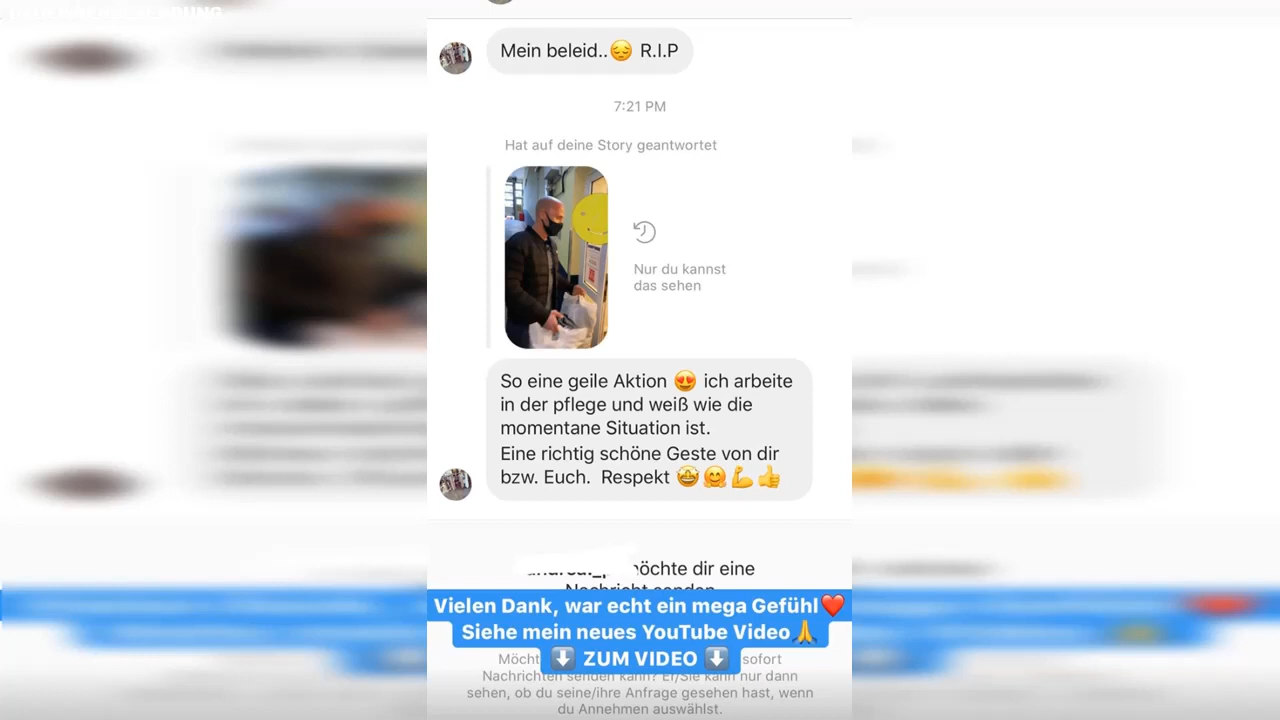 Mein beleid..😔 R.I.P
7:21 PM
Hat auf deine Story geantwortet
Nur du kannst
das sehen
So eine geile Aktion 😍 ich arbeite
in der pflege und weiß wie die
momentane Situation ist.
Eine richtig schöne Geste von dir
bzw. Euch. Respekt 🤩🤗💪👍
möchte dir eine
Nachricht senden
Vielen Dank, war echt ein mega Gefühl❤️
Siehe mein neues YouTube Video🙏
⬇️ ZUM VIDEO ⬇️
Möcht sofort
Nachrichten senden kann? Er/Sie kann nur dann
sehen, ob du seine/ihre Anfrage gesehen hast, wenn
du Annehmen auswählst.